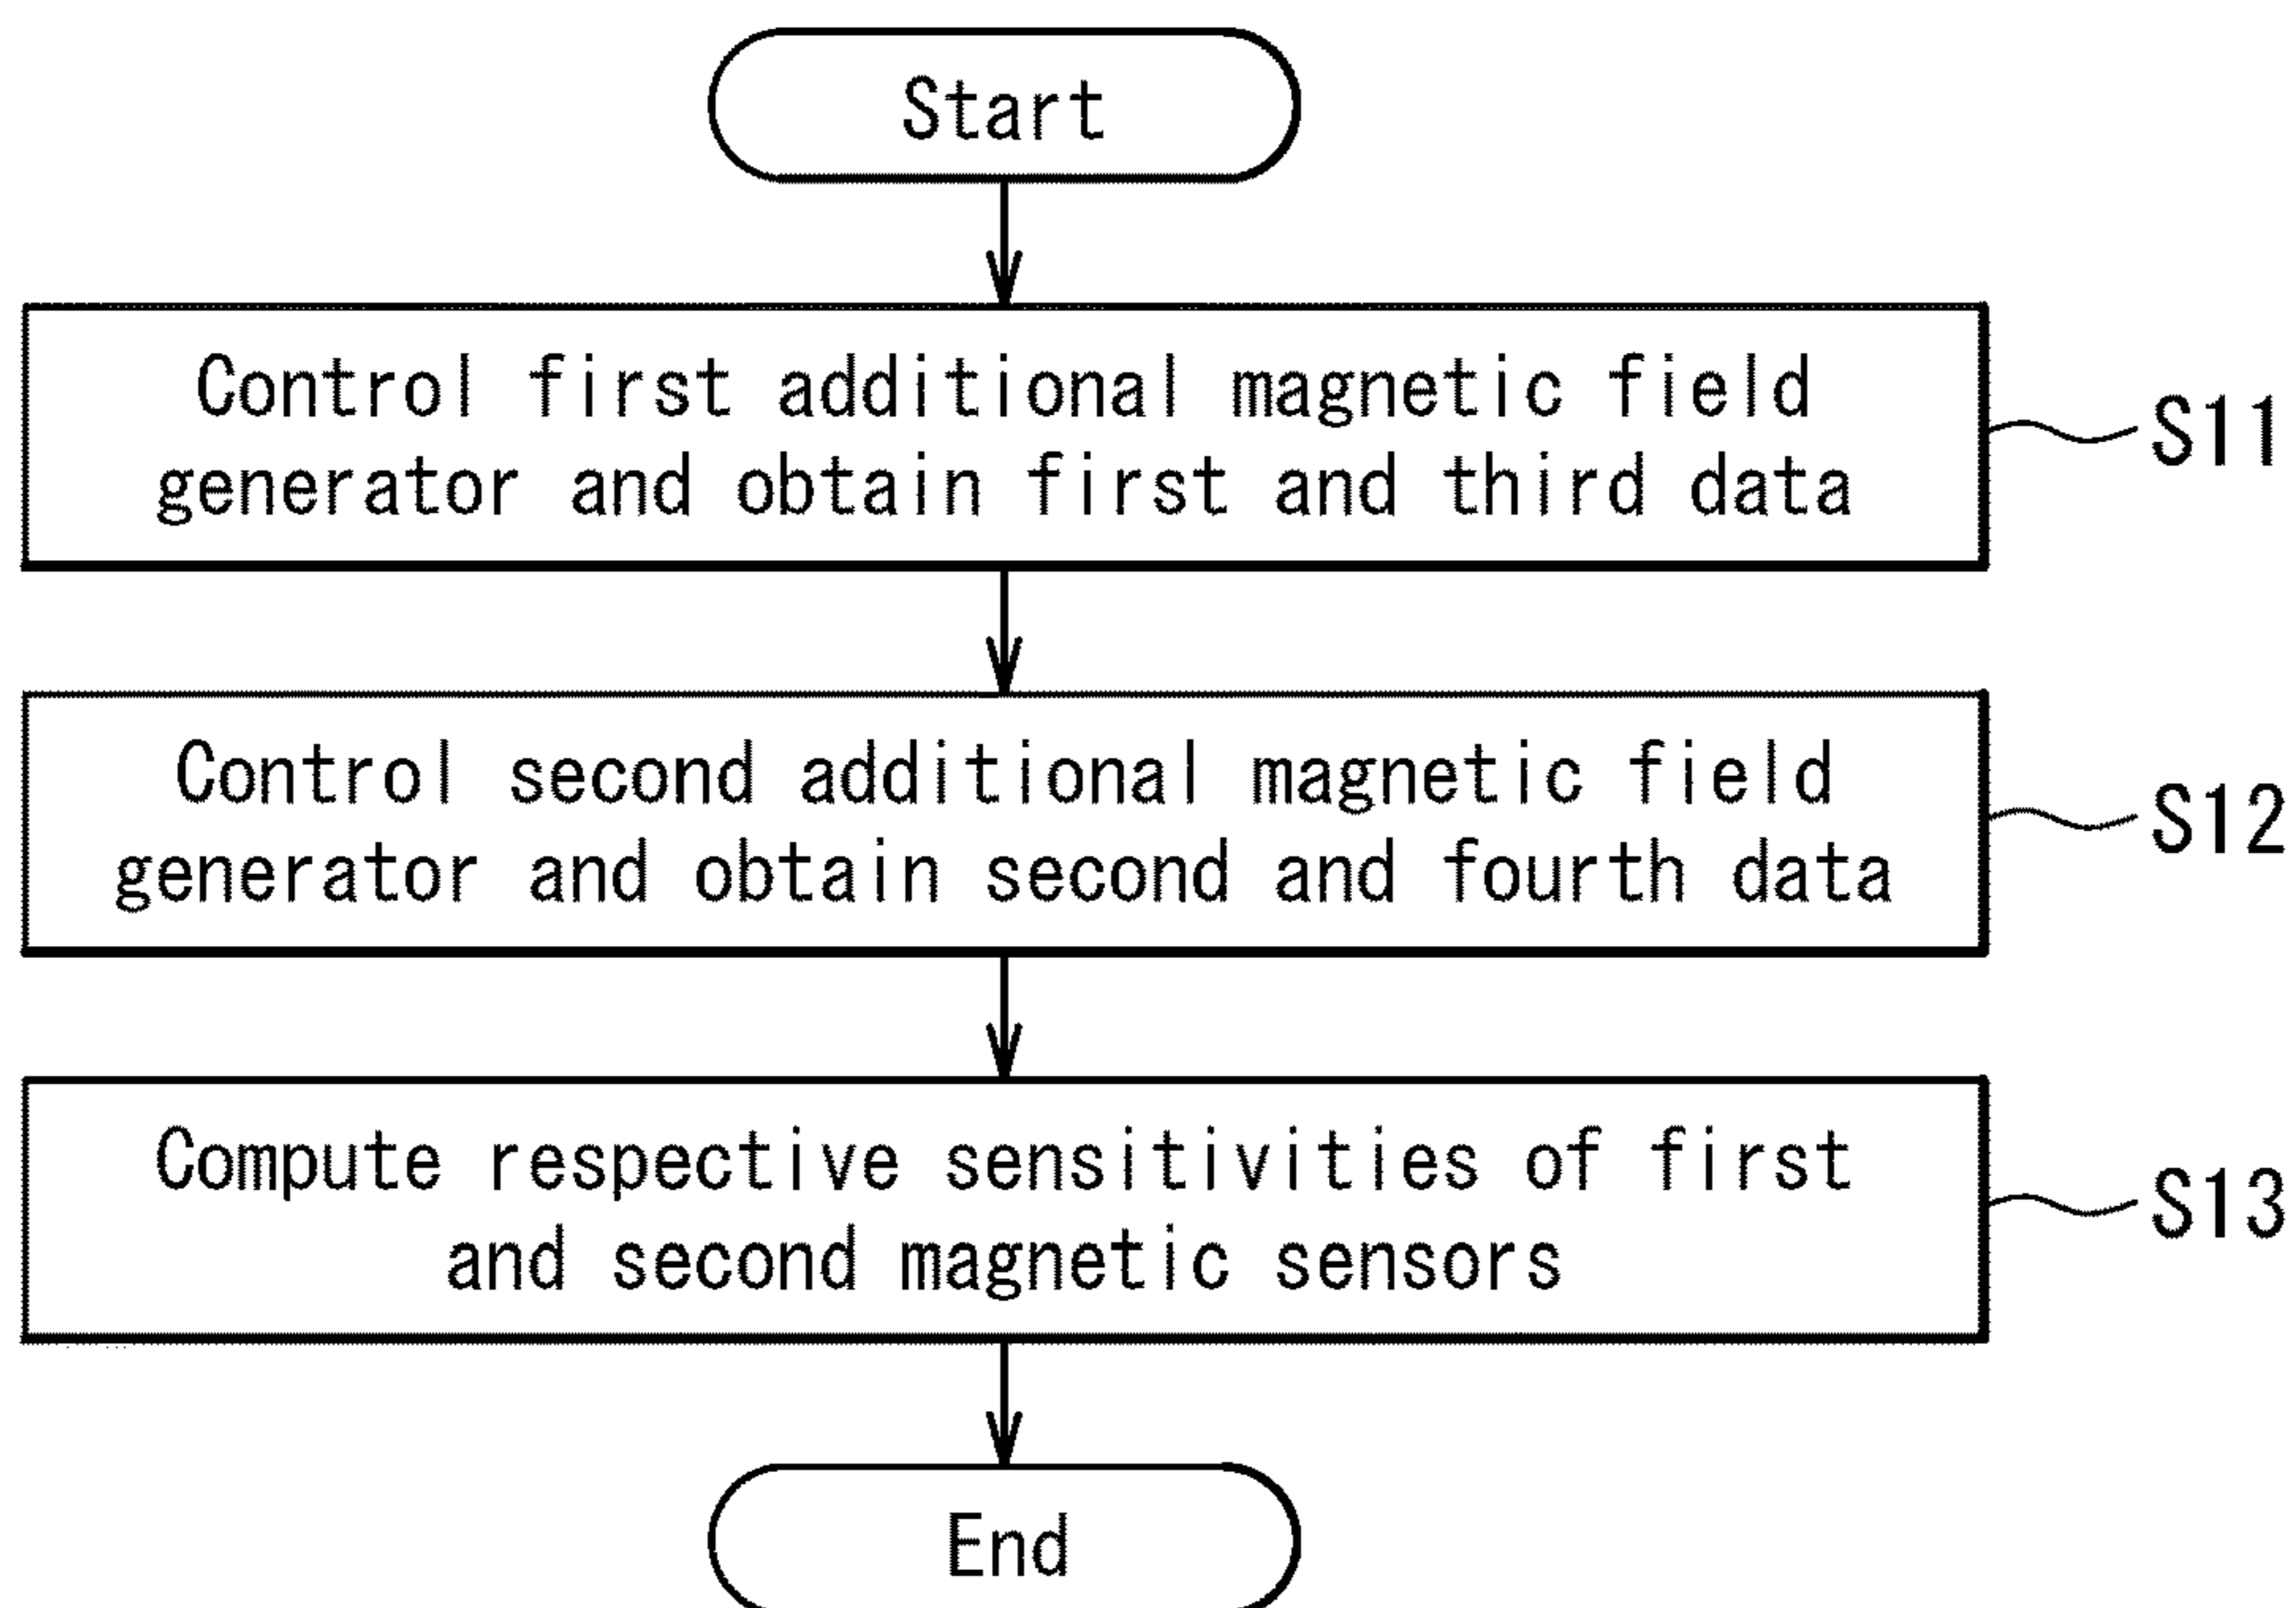 Start
Control first additional magnetic field
generator and obtain first and third data
S11
Control second additional magnetic field
generator and obtain second and fourth data
S12
Compute respective sensitivities of first
and second magnetic sensors
S13
End